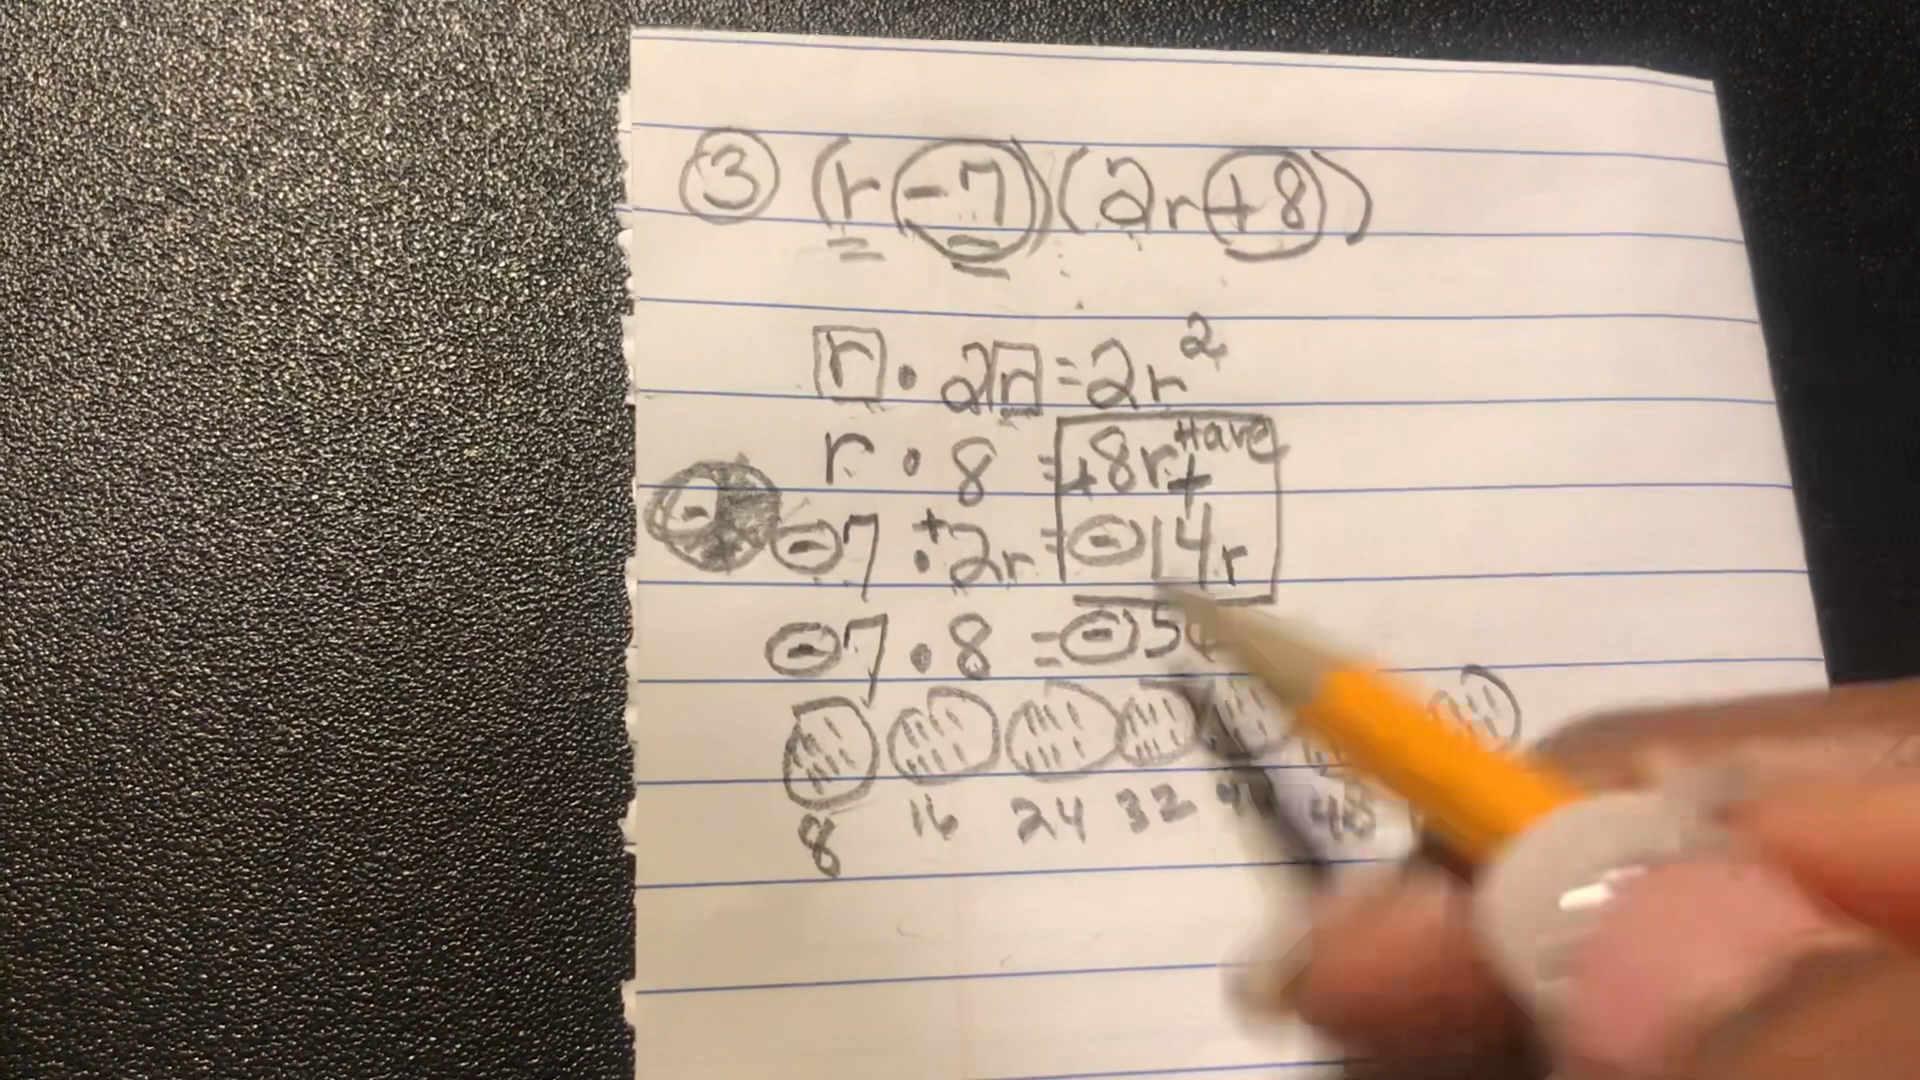 ③ (r-7)(2r+8)
r · 2r = 2r²
r · 8 = +8r Have +
- -7 · +2r = -14r
-7 · 8 = -5
8 16 24 32 48